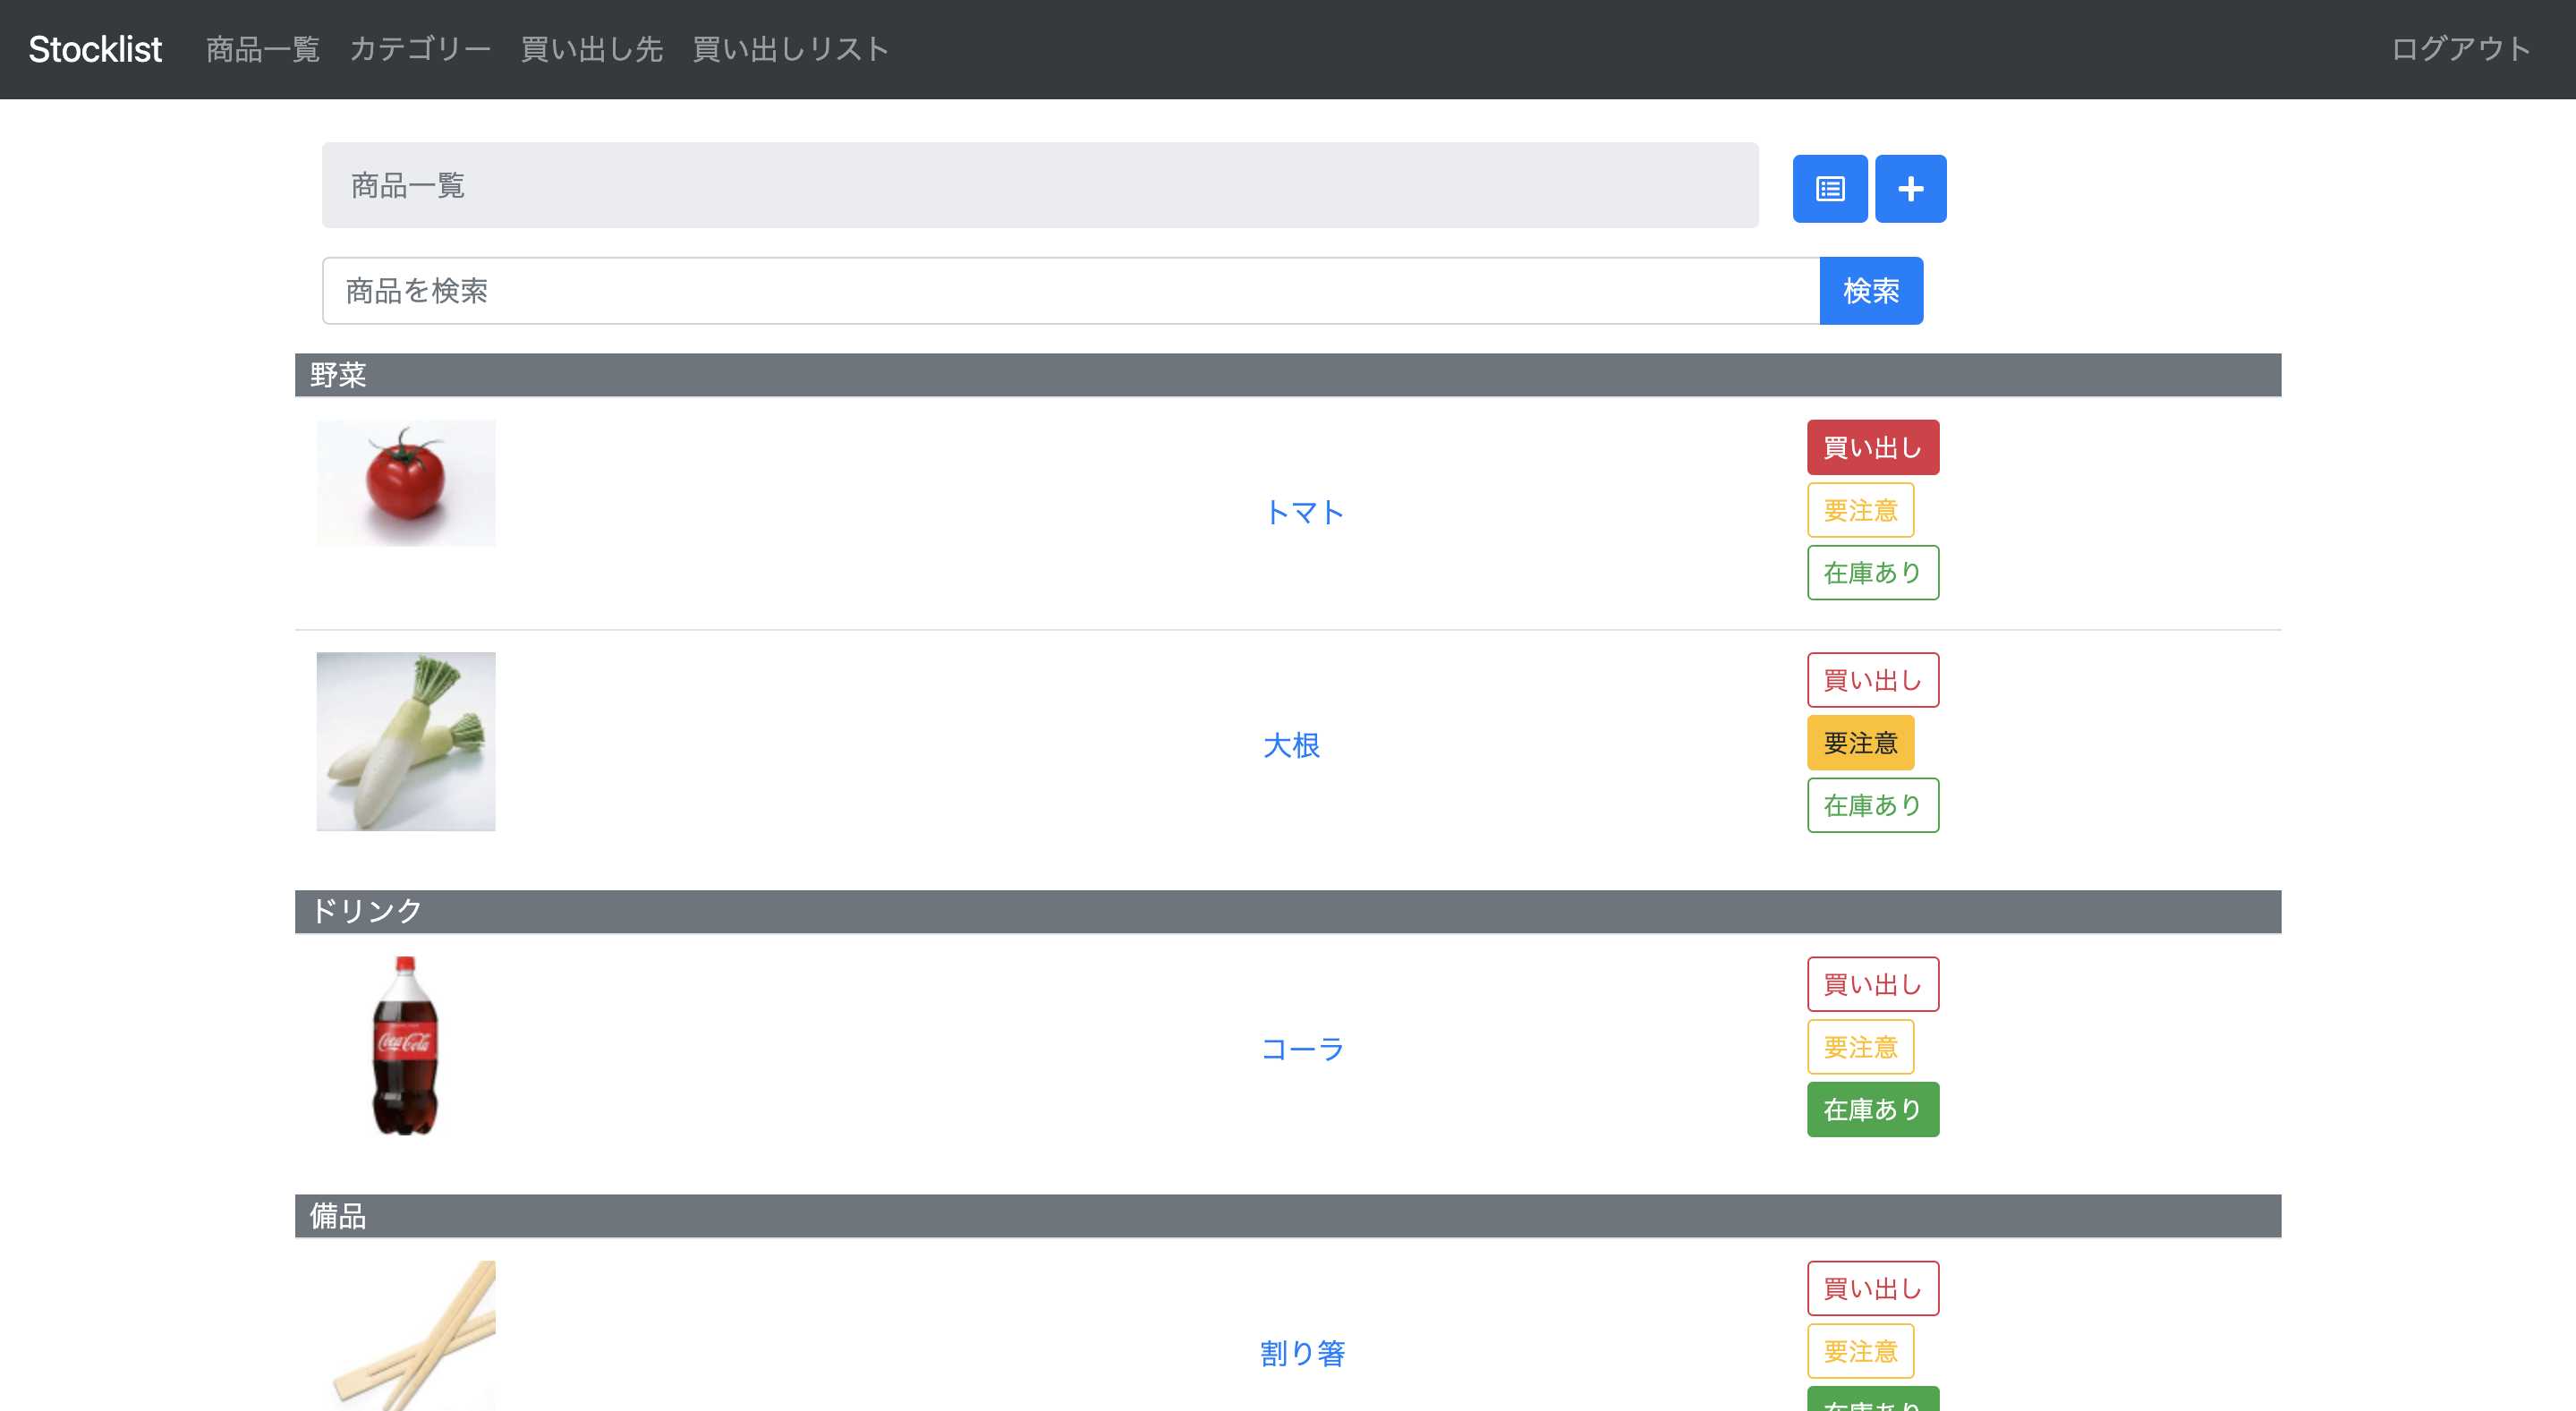 Stocklist 商品一覧 カテゴリー 買い出し先 買い出しリスト ログアウト
商品一覧
商品を検索 検索
野菜
トマト
買い出し
要注意
在庫あり
大根
買い出し
要注意
在庫あり
ドリンク
Coca-Cola
コーラ
買い出し
要注意
在庫あり
備品
割り箸
買い出し
要注意
在庫あり